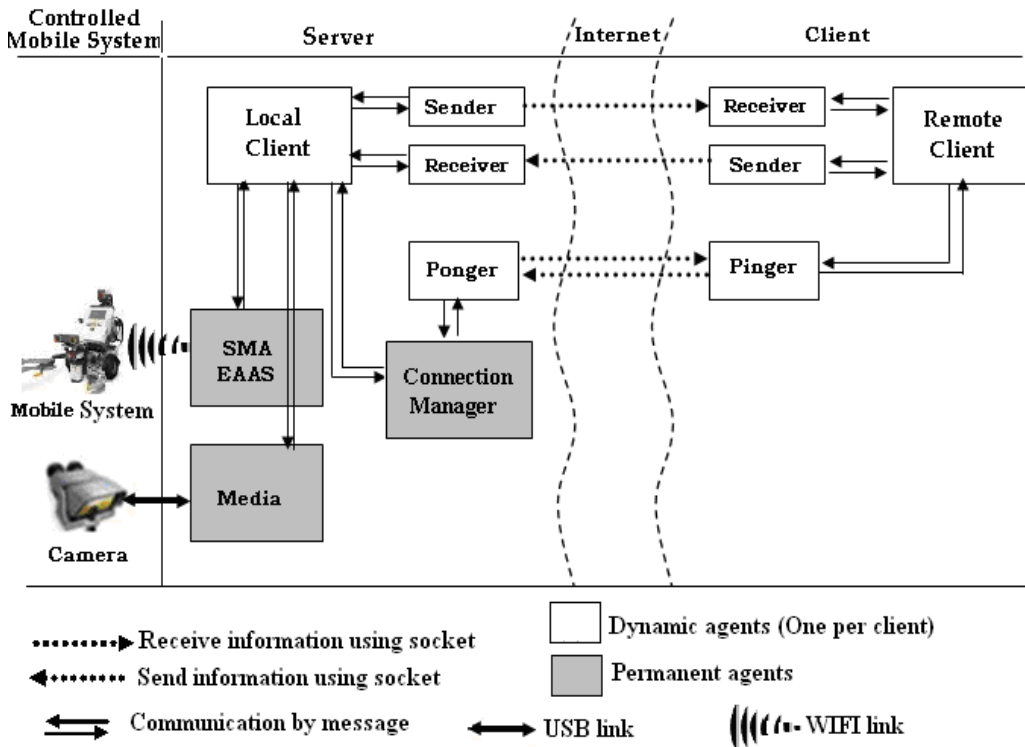 Controlled
Mobile System
Server
Internet
Client
Local
Client
Sender
Receiver
Receiver
Sender
Remote
Client
Ponger
Pinger
SMA
EAAS
Connection
Manager
Mobile System
Media
Camera
Receive information using socket
Send information using socket
Communication by message
Dynamic agents (One per client)
Permanent agents
USB link
WIFI link